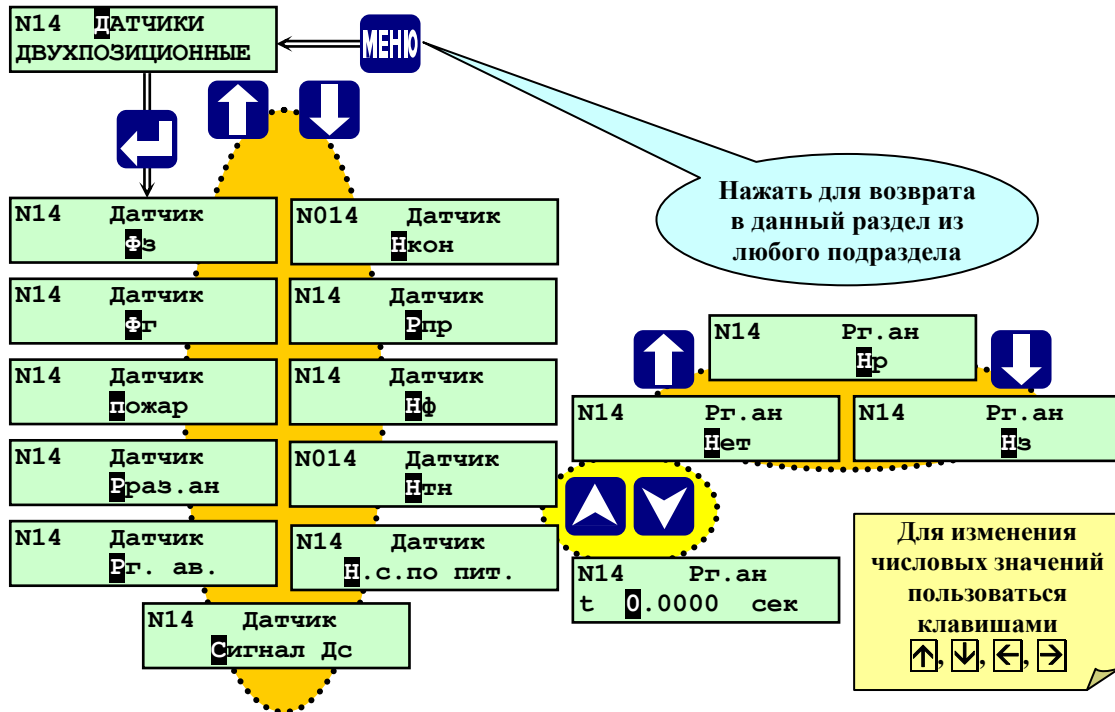 N14 ДАТЧИКИ
ДВУХПОЗИЦИОННЫЕ
МЕНЮ
Нажать для возврата
в данный раздел из
любого подраздела
N14 Датчик
Фз
N014 Датчик
Нкон
N14 Датчик
Фг
N14 Датчик
Рпр
N14 Датчик
пожар
N14 Датчик
Нф
N14 Датчик
Рраз.ан
N014 Датчик
Нтн
N14 Датчик
Рг. ав.
N14 Датчик
Н.с.по пит.
N14 Датчик
Сигнал Дс
N14 Рг.ан
Нр
N14 Рг.ан
Нет
N14 Рг.ан
Нз
N14 Рг.ан
t 0.0000 сек
Для изменения
числовых значений
пользоваться
клавишами
↑, ↓, ←, →